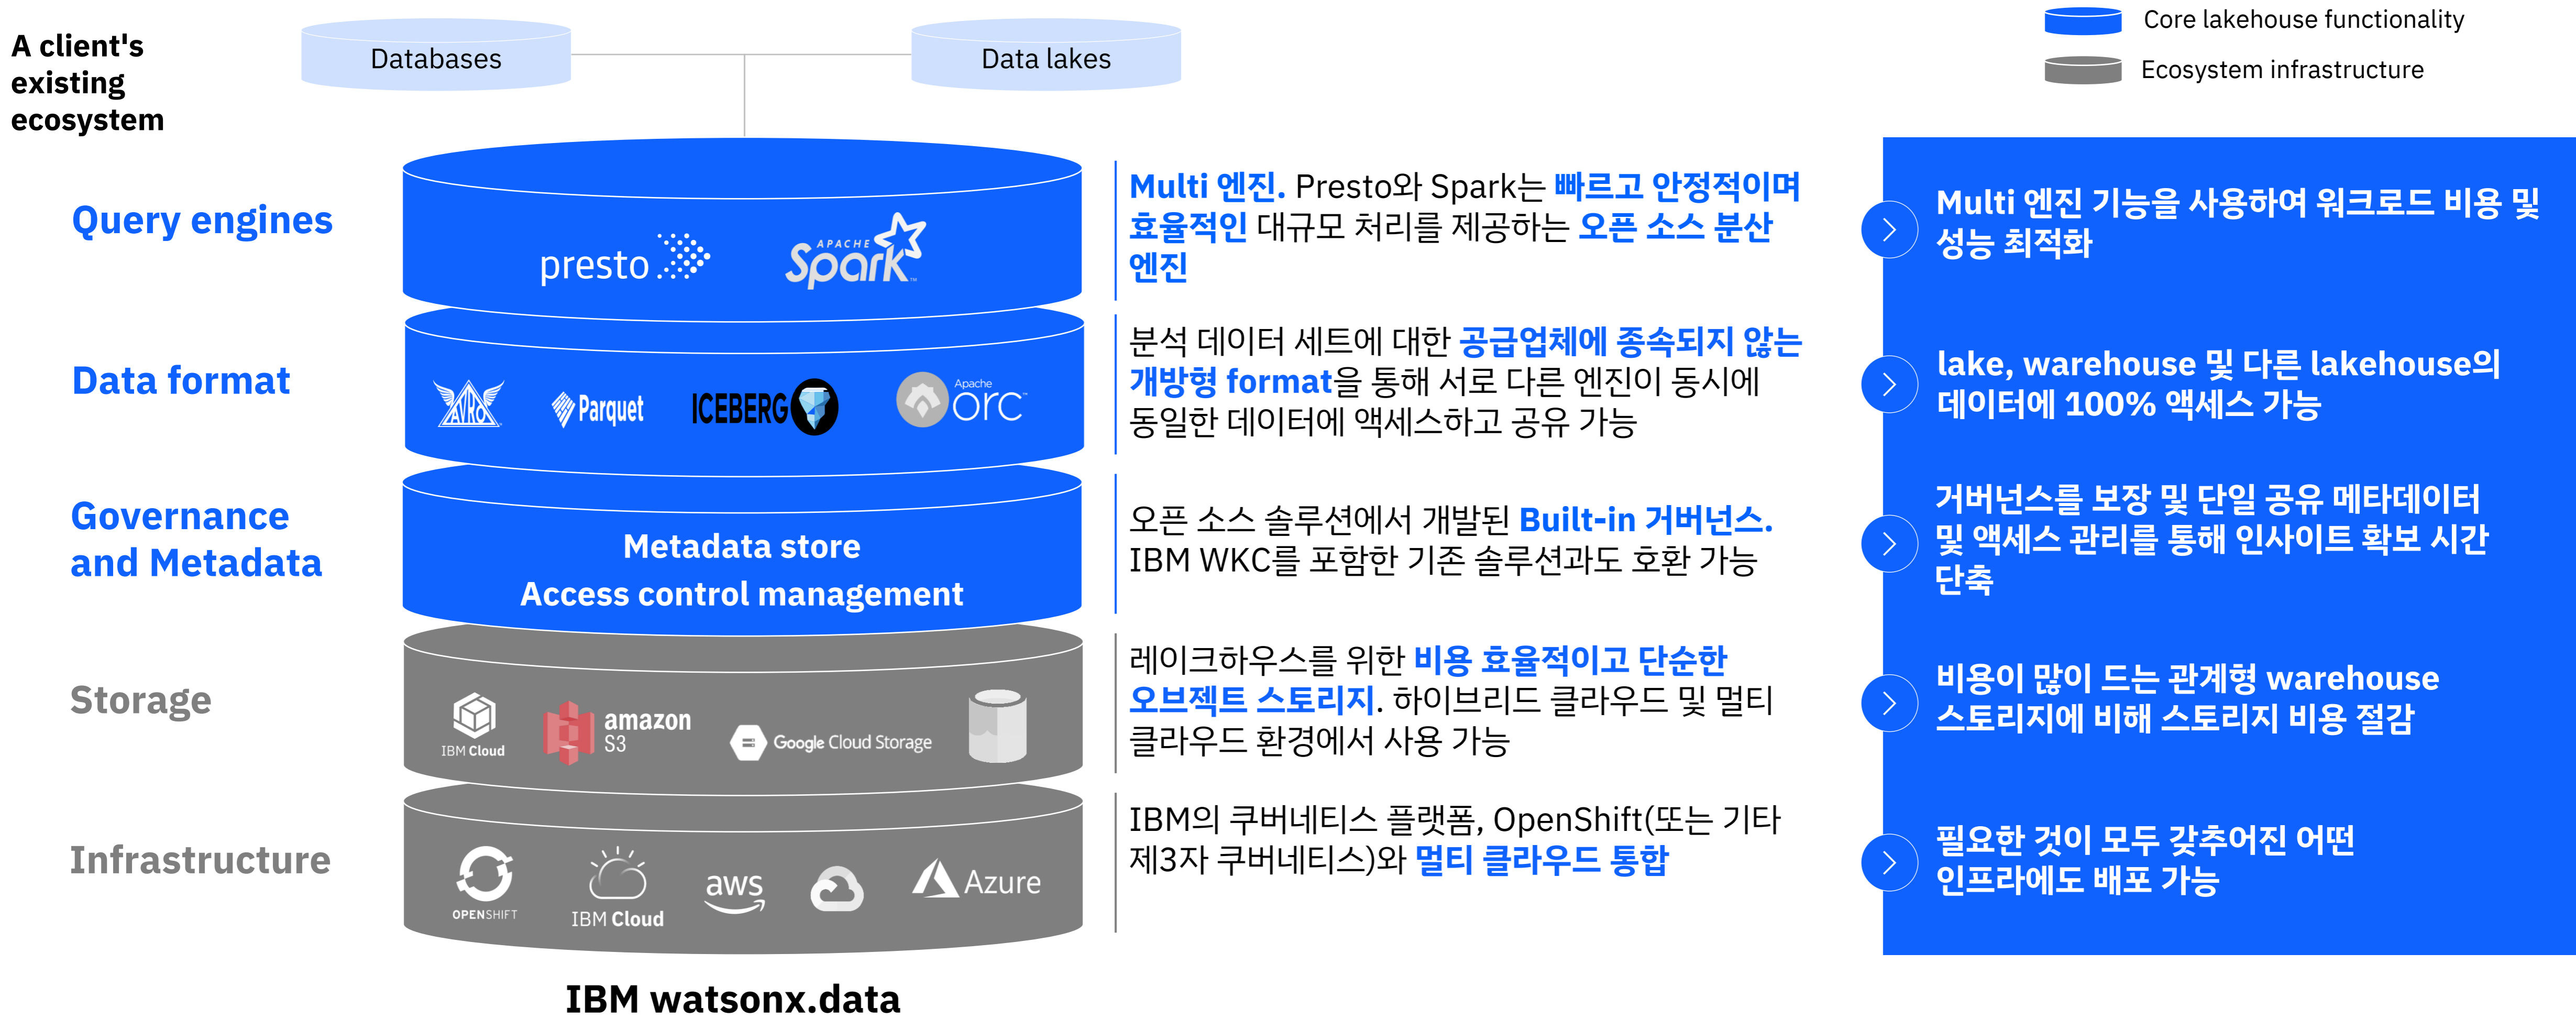 A client's
existing
ecosystem
Databases
Data lakes
Core lakehouse functionality
Ecosystem infrastructure
Query engines
presto
APACHE
Spark™
Multi 엔진. Presto와 Spark는 빠르고 안정적이며
효율적인 대규모 처리를 제공하는 오픈 소스 분산
엔진
Multi 엔진 기능을 사용하여 워크로드 비용 및
성능 최적화
Data format
AVRO
Parquet
ICEBERG
Apache
orc™
분석 데이터 세트에 대한 공급업체에 종속되지 않는
개방형 format을 통해 서로 다른 엔진이 동시에
동일한 데이터에 액세스하고 공유 가능
lake, warehouse 및 다른 lakehouse의
데이터에 100% 액세스 가능
Governance
and Metadata
Metadata store
Access control management
오픈 소스 솔루션에서 개발된 Built-in 거버넌스.
IBM WKC를 포함한 기존 솔루션과도 호환 가능
거버넌스를 보장 및 단일 공유 메타데이터
및 액세스 관리를 통해 인사이트 확보 시간
단축
Storage
IBM Cloud
amazon
S3
Google Cloud Storage
레이크하우스를 위한 비용 효율적이고 단순한
오브젝트 스토리지. 하이브리드 클라우드 및 멀티
클라우드 환경에서 사용 가능
비용이 많이 드는 관계형 warehouse
스토리지에 비해 스토리지 비용 절감
Infrastructure
OPENSHIFT
IBM Cloud
aws
Azure
IBM의 쿠버네티스 플랫폼, OpenShift(또는 기타
제3자 쿠버네티스)와 멀티 클라우드 통합
필요한 것이 모두 갖추어진 어떤
인프라에도 배포 가능
IBM watsonx.data